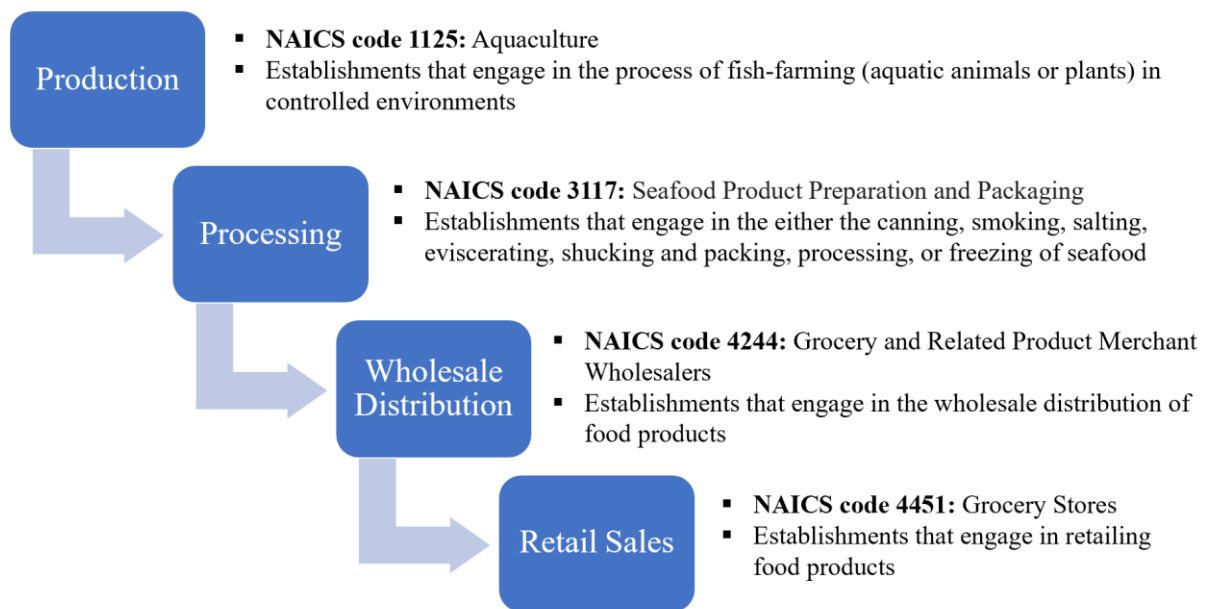 Production
▪ NAICS code 1125: Aquaculture
▪ Establishments that engage in the process of fish-farming (aquatic animals or plants) in
controlled environments
Processing
▪ NAICS code 3117: Seafood Product Preparation and Packaging
▪ Establishments that engage in the either the canning, smoking, salting,
eviscerating, shucking and packing, processing, or freezing of seafood
Wholesale
Distribution
▪ NAICS code 4244: Grocery and Related Product Merchant
Wholesalers
▪ Establishments that engage in the wholesale distribution of
food products
Retail Sales
▪ NAICS code 4451: Grocery Stores
▪ Establishments that engage in retailing
food products